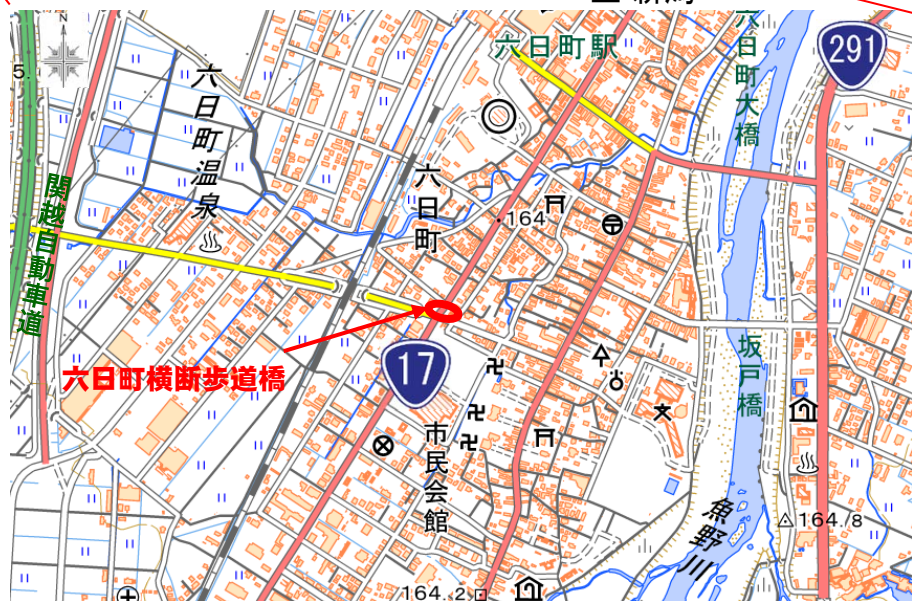 六日町駅
六日町大橋
291
5.
六日町温泉
関越自動車道
六日町
164
六日町横断歩道橋
17
坂戸橋
市民会館
魚野川
164.8
164.2